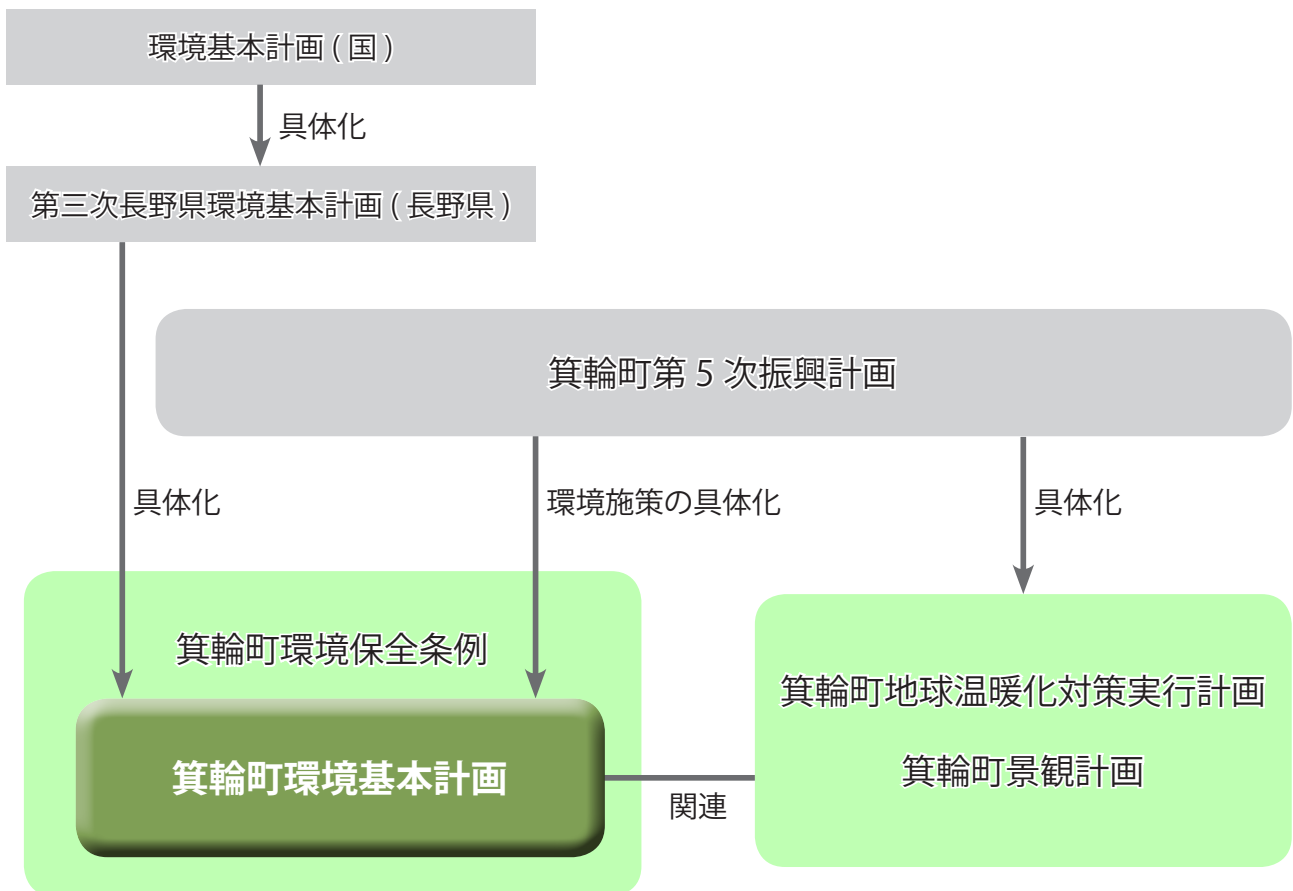 環境基本計画 ( 国 )
具体化
第三次長野県環境基本計画 ( 長野県 )
箕輪町第 5 次振興計画
具体化
環境施策の具体化
具体化
箕輪町環境保全条例
箕輪町環境基本計画
関連
箕輪町地球温暖化対策実行計画
箕輪町景観計画